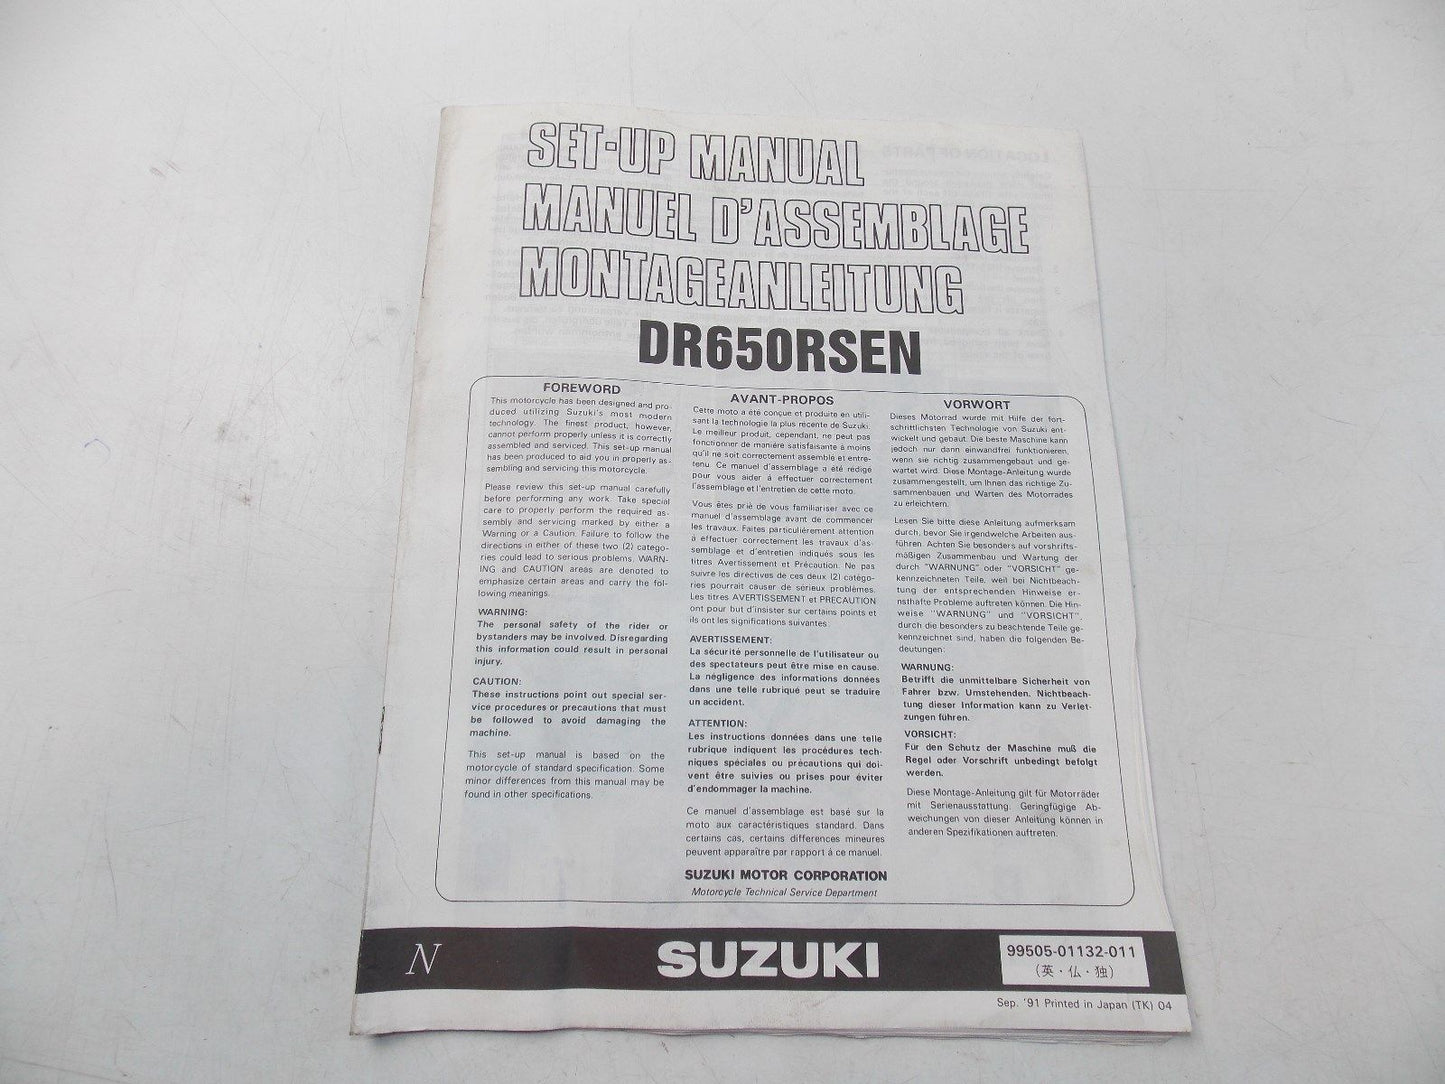 SET-UP MANUAL
MANUEL D'ASSEMBLAGE
MONTAGEANLEITUNG
DR650RSEN
FOREWORD
This motorcycle has been designed and pro-
duced utilizing Suzuki's most modern
technology. The finest product, however,
cannot perform properly unless it is correctly
assembled and serviced. This set-up manual
has been produced to aid you in properly as-
sembling and servicing this motorcycle.
Please review this set-up manual carefully
before performing any work. Take special
care to properly perform the required as-
sembly and servicing marked by either a
Warning or a Caution. Failure to follow the
directions in either of these two (2) catego-
ries could lead to serious problems. WARN-
ING and CAUTION areas are denoted to
emphasize certain areas and carry the fol-
lowing meanings.
WARNING:
The personal safety of the rider or
bystanders may be involved. Disregarding
this information could result in personal
injury.
CAUTION:
These instructions point out special ser-
vice procedures or precautions that must
be followed to avoid damaging the
machine.
This set-up manual is based on the
motorcycle of standard specification. Some
minor differences from this manual may be
found in other specifications.
AVANT-PROPOS
Cette moto a été conçue et produite en utili-
sant la technologie la plus récente de Suzuki.
Le meilleur produit, cependant, ne peut pas
fonctionner de manière satisfaisante à moins
qu'il ne soit correctement assemblé et entre-
tenu. Ce manuel d'assemblage a été rédigé
pour vous aider à effectuer correctement
l'assemblage et l'entretien de cette moto.
Vous êtes prié de vous familiariser avec ce
manuel d'assemblage avant de commencer
les travaux. Faites particulièrement attention
à effectuer correctement les travaux d'as-
semblage et d'entretien indiqués sous les
titres Avertissement et Précaution. Ne pas
suivre les directives de ces deux (2) catégo-
ries pourrait causer de sérieux problèmes.
Les titres AVERTISSEMENT et PRECAUTION
ont pour but d'insister sur certains points et
ils ont les significations suivantes:
AVERTISSEMENT:
La sécurité personnelle de l'utilisateur ou
des spectateurs peut être mise en cause.
La négligence des informations données
dans une telle rubrique peut se traduire
un accident.
ATTENTION:
Les instructions données dans une telle
rubrique indiquent les procédures tech-
niques spéciales ou précautions qui doi-
vent être suivies ou prises pour éviter
d'endommager la machine.
Ce manuel d'assemblage est basé sur la
moto aux caractéristiques standard. Dans
certains cas, certains différences mineures
peuvent apparaître par rapport à ce manuel.
VORWORT
Dieses Motorrad wurde mit Hilfe der fort-
schrittlichsten Technologie von Suzuki ent-
wickelt und gebaut. Die beste Maschine kann
jedoch nur dann einwandfrei funktionieren,
wenn sie richtig zusammengebaut und ge-
wartet wird. Diese Montage-Anleitung wurde
zusammengestellt, um Ihnen das richtige Zu-
sammenbauen und Warten des Motorrades
zu erleichtern.
Lesen Sie bitte diese Anleitung aufmerksam
durch, bevor Sie irgendwelche Arbeiten aus-
führen. Achten Sie besonders auf vorschrifts-
mäßigen Zusammenbau und Wartung der
durch "WARNUNG" oder "VORSICHT" ge-
kennzeichneten Teile, weil bei Nichtbeach-
tung der entsprechenden Hinweise er-
nsthafte Probleme auftreten können. Die Hin-
weise "WARNUNG" und "VORSICHT",
durch die besonders zu beachtende Teile ge-
kennzeichnet sind, haben die folgenden Be-
deutungen:
WARNUNG:
Betrifft die unmittelbare Sicherheit von
Fahrer bzw. Umstehenden. Nichtbeach-
tung dieser Information kann zu Verlet-
zungen führen.
VORSICHT:
Für den Schutz der Maschine muß die
Regel oder Vorschrift unbedingt befolgt
werden.
Diese Montage-Anleitung gilt für Motorräder
mit Serienausstattung. Geringfügige Ab-
weichungen von dieser Anleitung können in
anderen Spezifikationen auftreten.
SUZUKI MOTOR CORPORATION
Motorcycle Technical Service Department
N
SUZUKI
99505-01132-011
(英・仏・独)
Sep. '91 Printed in Japan (TK) 04